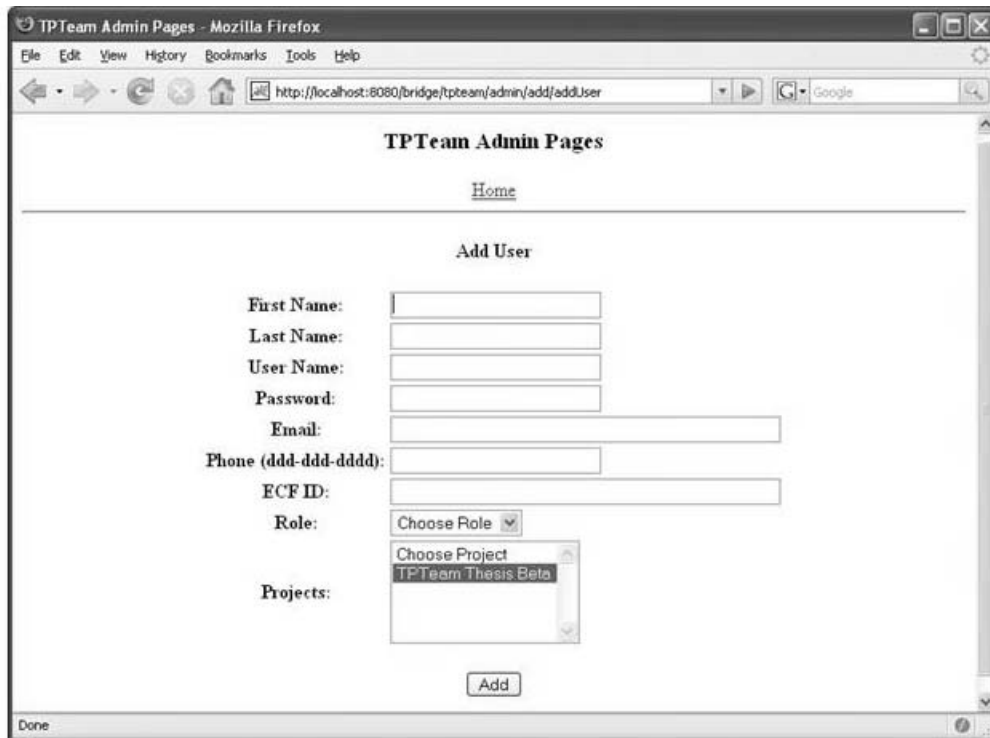 TPTeam Admin Pages - Mozilla Firefox
File Edit View History Bookmarks Tools Help
http://localhost:8080/bridge/tpteam/admin/add/addUser
G Google
TPTeam Admin Pages
Home
Add User
First Name:
Last Name:
User Name:
Password:
Email:
Phone (ddd-ddd-dddd):
ECF ID:
Role: Choose Role
Choose Project
TPTeam Thesis Beta
Projects:
Add
Done